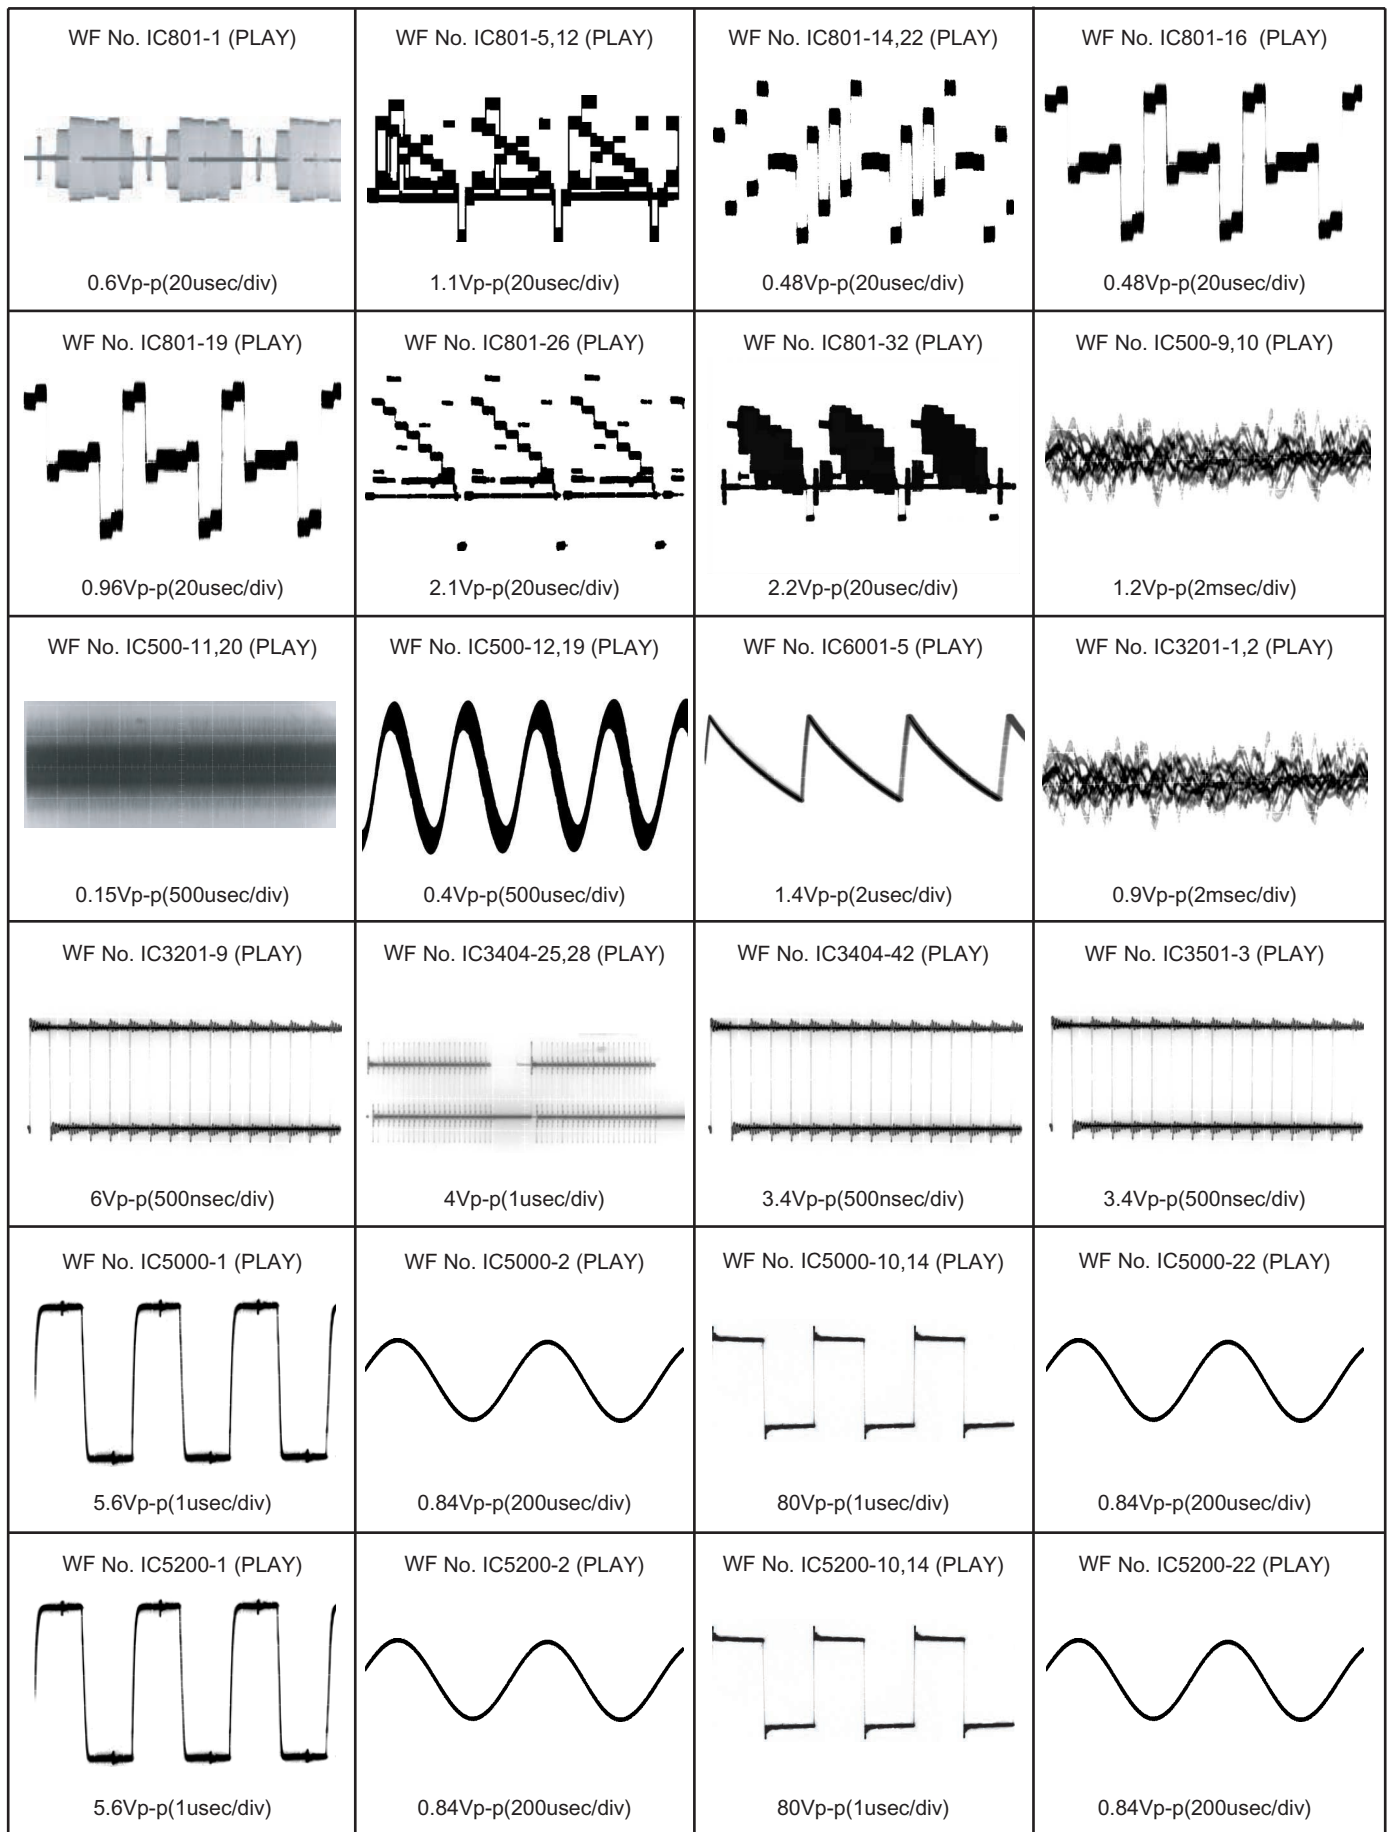 WF No. IC801-1 (PLAY)
0.6Vp-p(20usec/div)
WF No. IC801-5,12 (PLAY)
1.1Vp-p(20usec/div)
WF No. IC801-14,22 (PLAY)
0.48Vp-p(20usec/div)
WF No. IC801-16 (PLAY)
0.48Vp-p(20usec/div)
WF No. IC801-19 (PLAY)
0.96Vp-p(20usec/div)
WF No. IC801-26 (PLAY)
2.1Vp-p(20usec/div)
WF No. IC801-32 (PLAY)
2.2Vp-p(20usec/div)
WF No. IC500-9,10 (PLAY)
1.2Vp-p(2msec/div)
WF No. IC500-11,20 (PLAY)
0.15Vp-p(500usec/div)
WF No. IC500-12,19 (PLAY)
0.4Vp-p(500usec/div)
WF No. IC6001-5 (PLAY)
1.4Vp-p(2usec/div)
WF No. IC3201-1,2 (PLAY)
0.9Vp-p(2msec/div)
WF No. IC3201-9 (PLAY)
6Vp-p(500nsec/div)
WF No. IC3404-25,28 (PLAY)
4Vp-p(1usec/div)
WF No. IC3404-42 (PLAY)
3.4Vp-p(500nsec/div)
WF No. IC3501-3 (PLAY)
3.4Vp-p(500nsec/div)
WF No. IC5000-1 (PLAY)
5.6Vp-p(1usec/div)
WF No. IC5000-2 (PLAY)
0.84Vp-p(200usec/div)
WF No. IC5000-10,14 (PLAY)
80Vp-p(1usec/div)
WF No. IC5000-22 (PLAY)
0.84Vp-p(200usec/div)
WF No. IC5200-1 (PLAY)
5.6Vp-p(1usec/div)
WF No. IC5200-2 (PLAY)
0.84Vp-p(200usec/div)
WF No. IC5200-10,14 (PLAY)
80Vp-p(1usec/div)
WF No. IC5200-22 (PLAY)
0.84Vp-p(200usec/div)